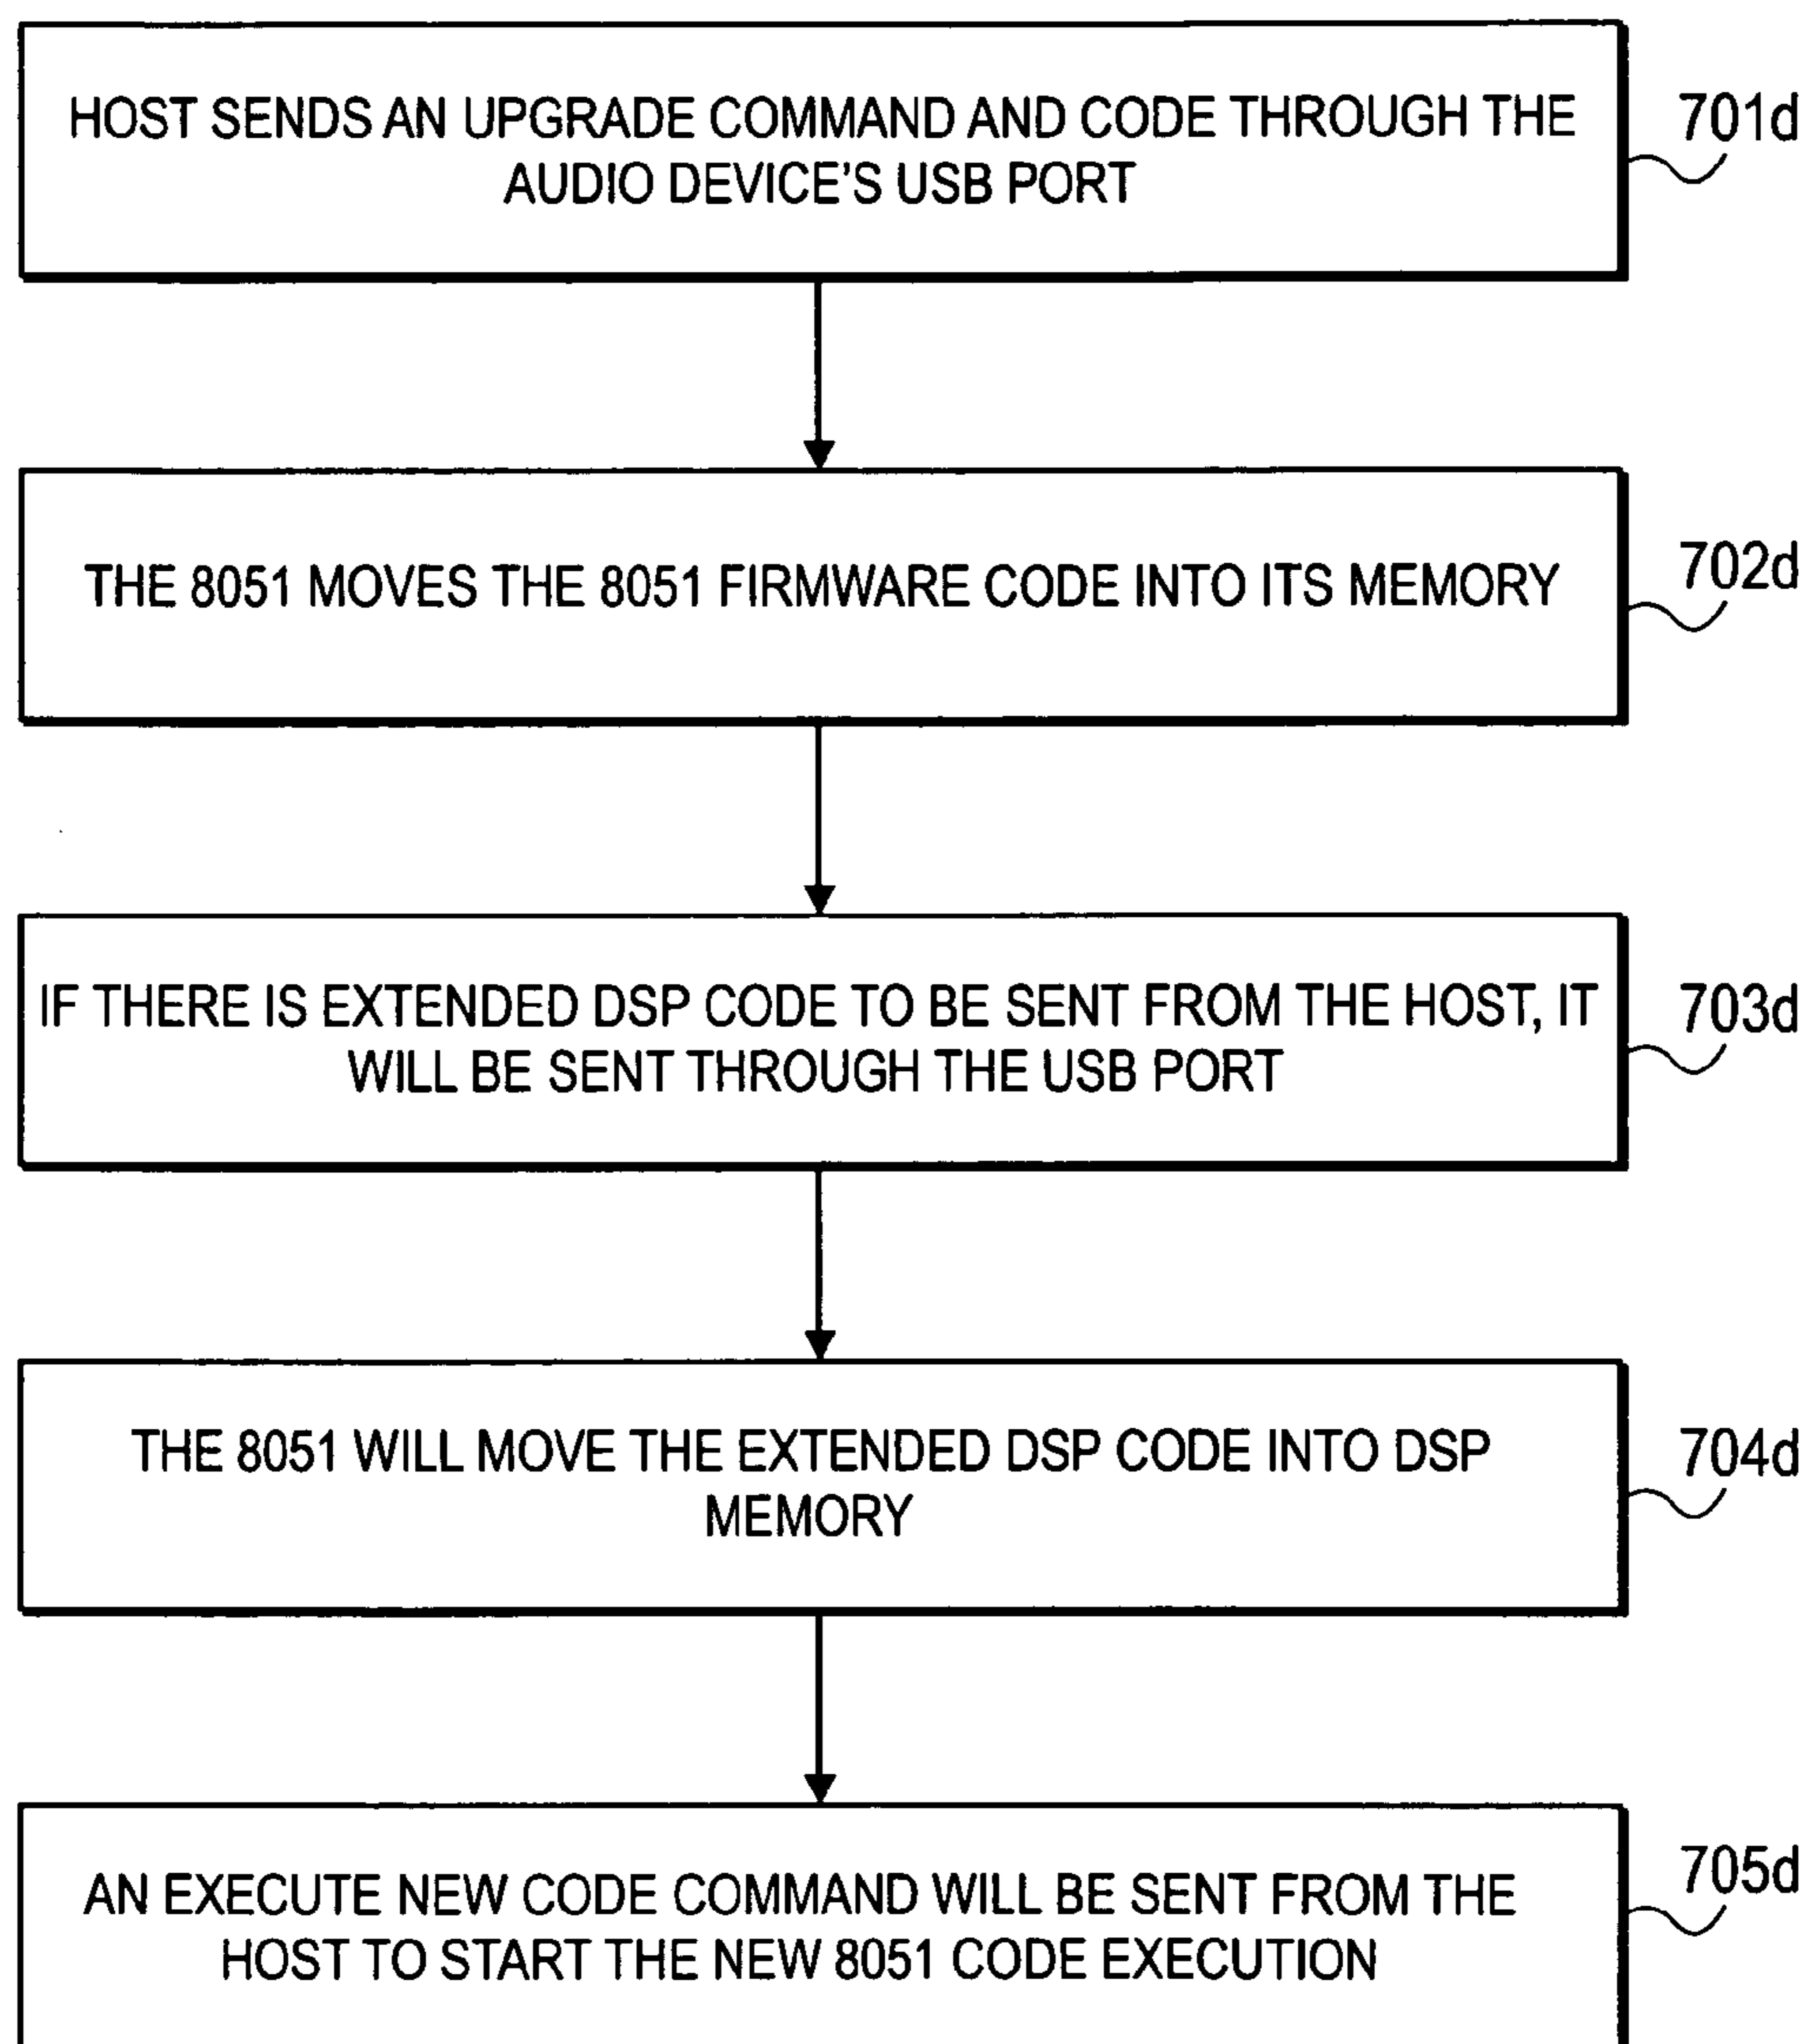 HOST SENDS AN UPGRADE COMMAND AND CODE THROUGH THE
AUDIO DEVICE'S USB PORT
701d
THE 8051 MOVES THE 8051 FIRMWARE CODE INTO ITS MEMORY
702d
IF THERE IS EXTENDED DSP CODE TO BE SENT FROM THE HOST, IT
WILL BE SENT THROUGH THE USB PORT
703d
THE 8051 WILL MOVE THE EXTENDED DSP CODE INTO DSP
MEMORY
704d
AN EXECUTE NEW CODE COMMAND WILL BE SENT FROM THE
HOST TO START THE NEW 8051 CODE EXECUTION
705d